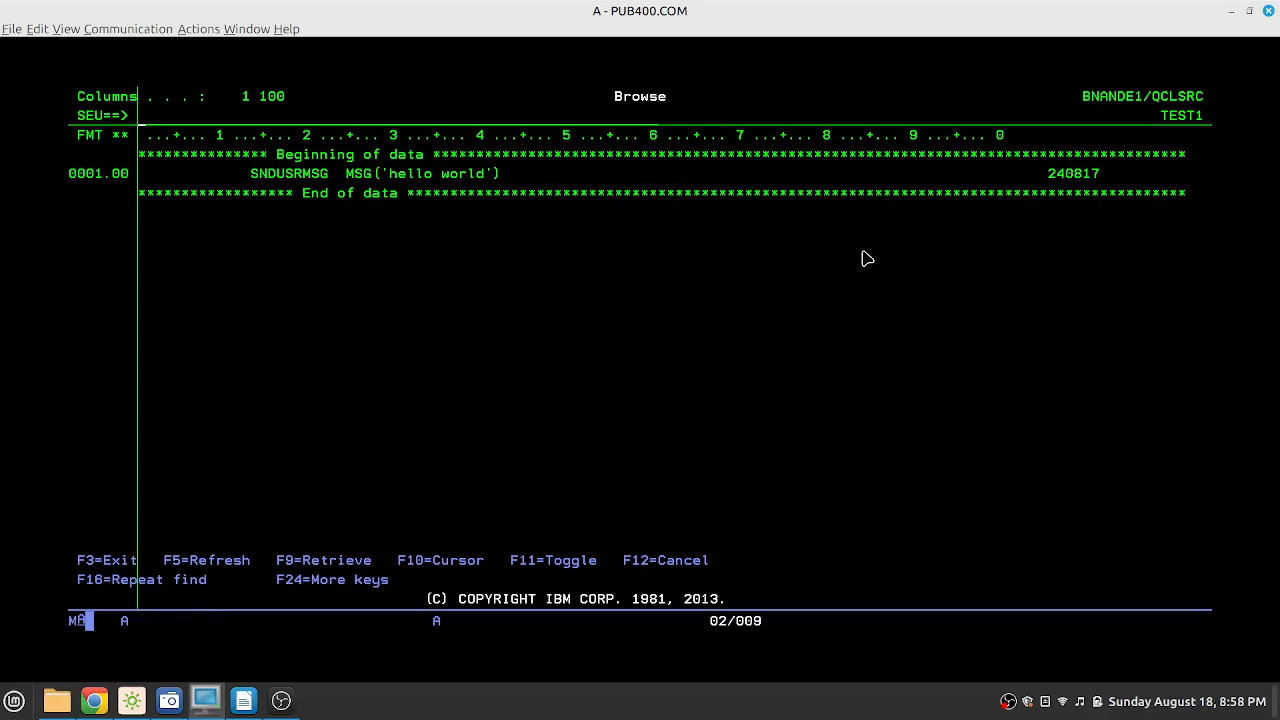 A - PUB400.COM
File Edit View Communication Actions Window Help
Columns . . . :    1 100          Browse          BNANDE1/QCLSRC
SEU==>          TEST1
FMT **  ...+... 1 ...+... 2 ...+... 3 ...+... 4 ...+... 5 ...+... 6 ...+... 7 ...+... 8 ...+... 9 ...+... 0
*************** Beginning of data ***************************************************************************************
0001.00              SNDUSRMSG  MSG('hello world')          240817
****************** End of data ******************************************************************************************
F3=Exit   F5=Refresh   F9=Retrieve   F10=Cursor   F11=Toggle   F12=Cancel
F16=Repeat find        F24=More keys
(C) COPYRIGHT IBM CORP. 1981, 2013.
MA    A    A    02/009
Sunday August 18, 8:58 PM